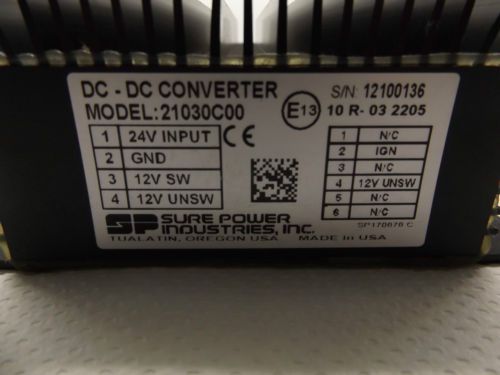 DC - DC CONVERTER
MODEL: 21030C00
S/N: 12100136
E13 10 R- 03 2205
1 24V INPUT
2 GND
3 12V SW
4 12V UNSW
CE
1 N/C
2 IGN
3 N/C
4 12V UNSW
5 N/C
6 N/C
SP SURE POWER
INDUSTRIES, INC.
TUALATIN, OREGON USA MADE In USA
SP170078 C